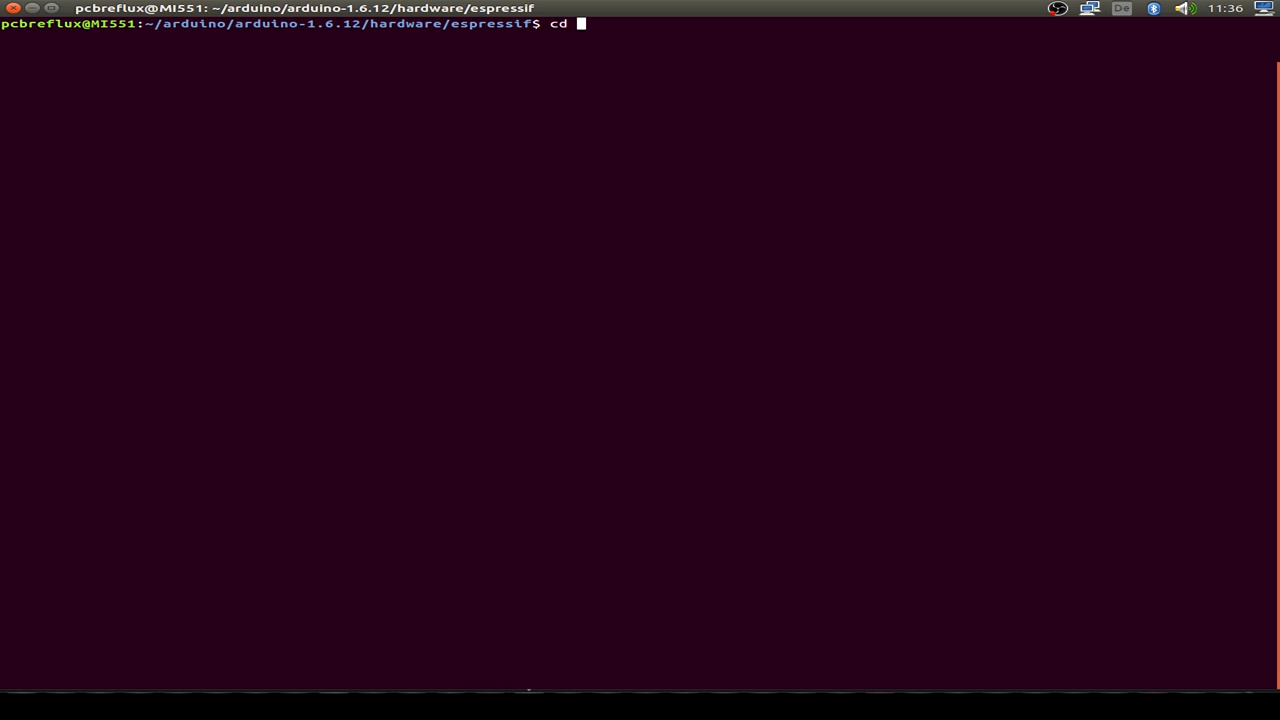 pcbreflux@MI551: ~/arduino/arduino-1.6.12/hardware/espressif
De
11:36
pcbreflux@MI551:~/arduino/arduino-1.6.12/hardware/espressif$ cd